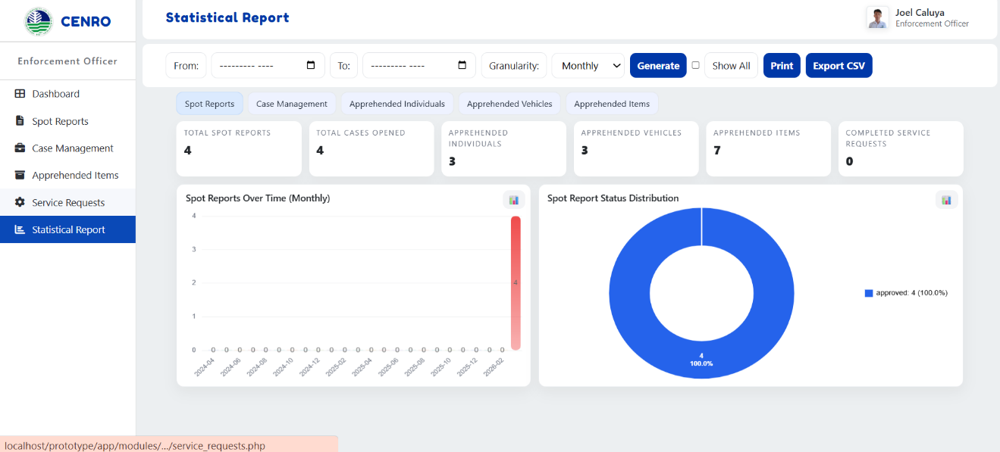 CENRO
Statistical Report
Joel Caluya
Enforcement Officer
Enforcement Officer
From:
--------- ----
To:
--------- ----
Granularity:
Monthly
Generate
Show All
Print
Export CSV
Dashboard
Spot Reports
Case Management
Apprehended Items
Service Requests
Statistical Report
Spot Reports
Case Management
Apprehended Individuals
Apprehended Vehicles
Apprehended Items
TOTAL SPOT REPORTS
4
TOTAL CASES OPENED
4
APPREHENDED
INDIVIDUALS
3
APPREHENDED VEHICLES
3
APPREHENDED ITEMS
7
COMPLETED SERVICE
REQUESTS
0
Spot Reports Over Time (Monthly)
4
3
2
1
0
4
0 0 0 0 0 0 0 0 0 0 0 0 0 0 0 0 0 0 0 0 0 0 0
2024-04
2024-06
2024-08
2024-10
2024-12
2025-02
2025-04
2025-06
2025-08
2025-10
2025-12
2026-02
Spot Report Status Distribution
4
100.0%
approved: 4 (100.0%)
localhost/prototype/app/modules/.../service_requests.php